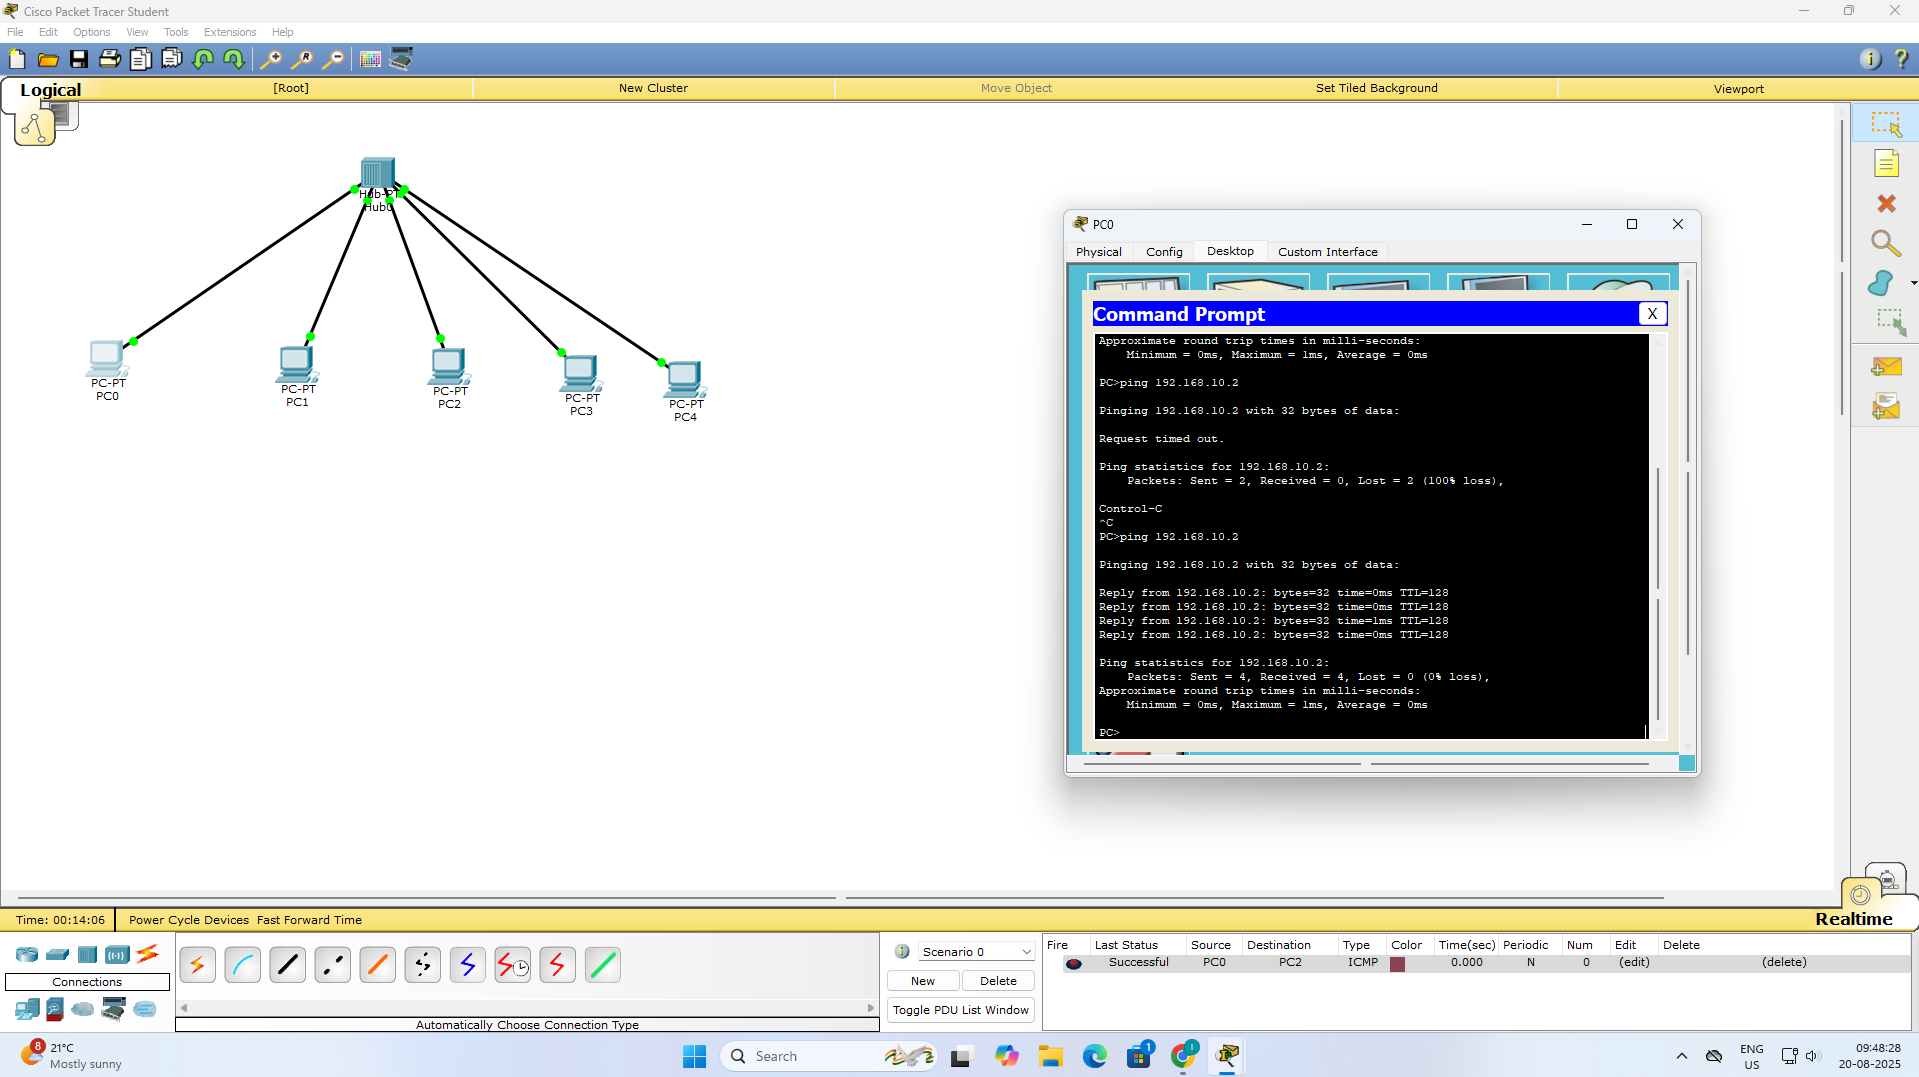 Cisco Packet Tracer Student
File Edit Options View Tools Extensions Help
Logical [Root] New Cluster Move Object Set Tiled Background Viewport
Hub-PT
Hub0
PC-PT
PC0
PC-PT
PC1
PC-PT
PC2
PC-PT
PC3
PC-PT
PC4
PC0
Physical Config Desktop Custom Interface
Command Prompt X
Approximate round trip times in milli-seconds:
Minimum = 0ms, Maximum = 1ms, Average = 0ms
PC>ping 192.168.10.2
Pinging 192.168.10.2 with 32 bytes of data:
Request timed out.
Ping statistics for 192.168.10.2:
Packets: Sent = 2, Received = 0, Lost = 2 (100% loss),
Control-C
^C
PC>ping 192.168.10.2
Pinging 192.168.10.2 with 32 bytes of data:
Reply from 192.168.10.2: bytes=32 time=0ms TTL=128
Reply from 192.168.10.2: bytes=32 time=0ms TTL=128
Reply from 192.168.10.2: bytes=32 time=1ms TTL=128
Reply from 192.168.10.2: bytes=32 time=0ms TTL=128
Ping statistics for 192.168.10.2:
Packets: Sent = 4, Received = 4, Lost = 0 (0% loss),
Approximate round trip times in milli-seconds:
Minimum = 0ms, Maximum = 1ms, Average = 0ms
PC>
Time: 00:14:06 Power Cycle Devices Fast Forward Time
Realtime
Connections
Automatically Choose Connection Type
Scenario 0
New Delete
Toggle PDU List Window
Fire Last Status Source Destination Type Color Time(sec) Periodic Num Edit Delete
Successful PC0 PC2 ICMP 0.000 N 0 (edit) (delete)
8
21°C
Mostly sunny
Search
1
1
ENG
US
09:48:28
20-08-2025